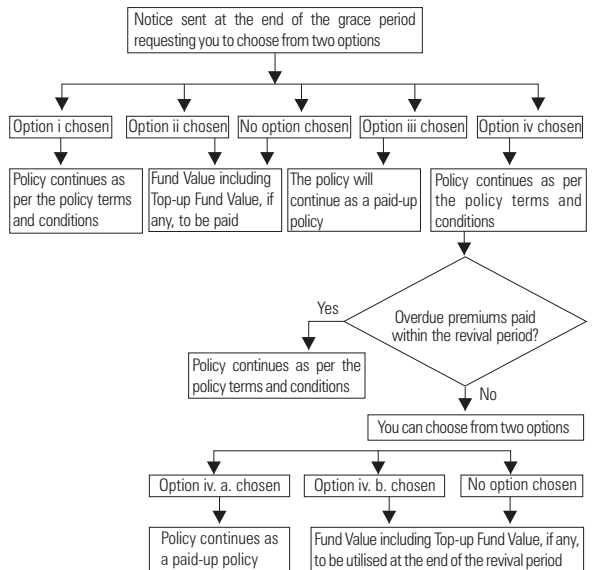 Notice sent at the end of the grace period
requesting you to choose from two options
Option i chosen
Option ii chosen
No option chosen
Option iii chosen
Option iv chosen
Policy continues as
per the policy terms
and conditions
Fund Value including
Top-up Fund Value, if
any, to be paid
The policy will
continue as a paid-up
policy
Policy continues as per
the policy terms and
conditions
Overdue premiums paid
within the revival period?
Yes
Policy continues as per the
policy terms and conditions
No
You can choose from two options
Option iv. a. chosen
Option iv. b. chosen
No option chosen
Policy continues as
a paid-up policy
Fund Value including Top-up Fund Value, if any,
to be utilised at the end of the revival period